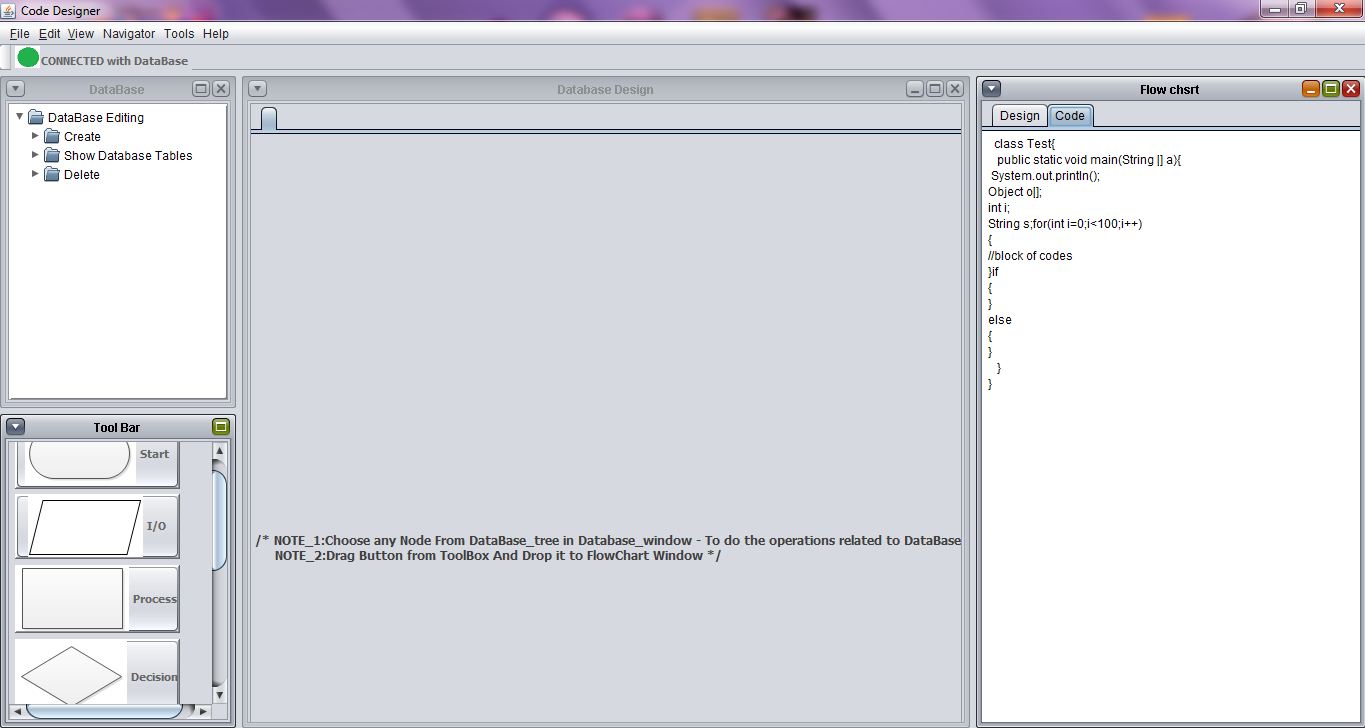 Code Designer
File Edit View Navigator Tools Help
CONNECTED with DataBase
DataBase
DataBase Editing
Create
Show Database Tables
Delete
Tool Bar
Start
I/O
Process
Decision
Database Design
/* NOTE_1:Choose any Node From DataBase_tree in Database_window - To do the operations related to DataBase
NOTE_2:Drag Button from ToolBox And Drop it to FlowChart Window */
Flow chsrt
Design Code
class Test{
public static void main(String [] a){
System.out.println();
Object o[];
int i;
String s;for(int i=0;i<100;i++)
{
//block of codes
}if
{
}
else
{
}
}
}